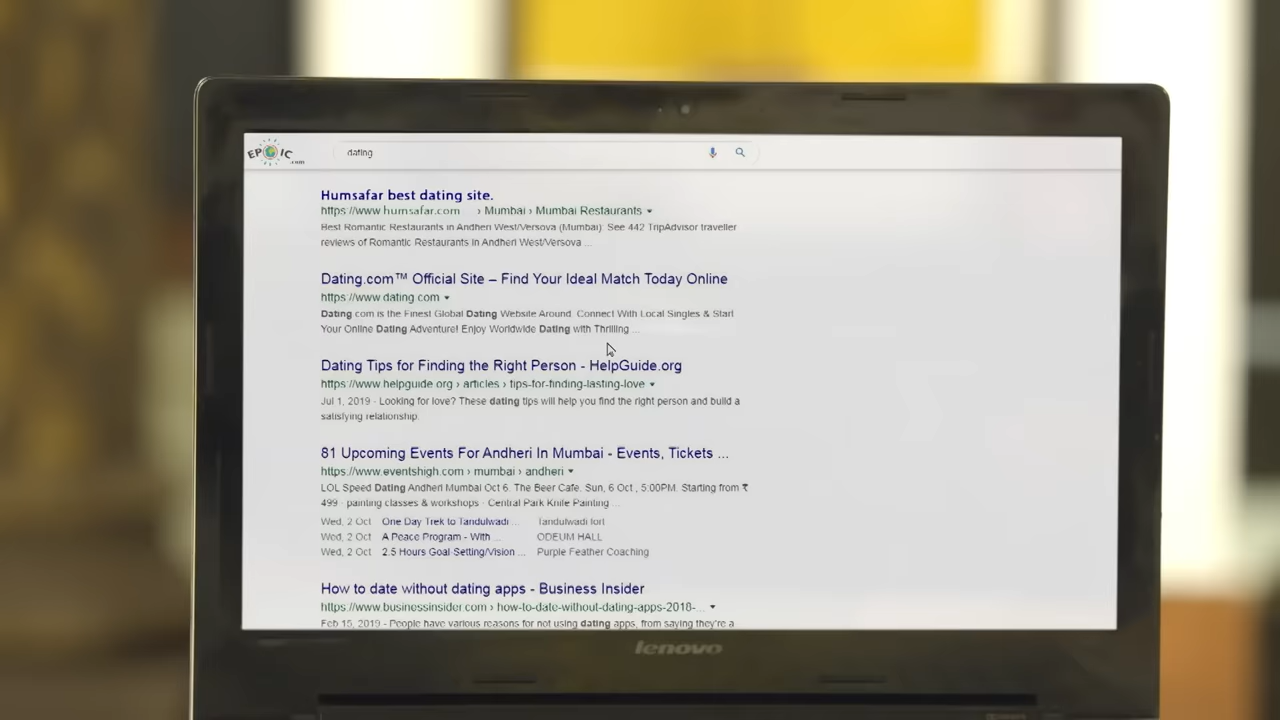 EPIC
.com
dating
Humsafar best dating site.
https://www.humsafar.com › Mumbai › Mumbai Restaurants
Best Romantic Restaurants in Andheri West/Versova (Mumbai): See 442 TripAdvisor traveller
reviews of Romantic Restaurants in Andheri West/Versova ...
Dating.com™ Official Site – Find Your Ideal Match Today Online
https://www.dating.com
Dating.com is the Finest Global Dating Website Around. Connect With Local Singles & Start
Your Online Dating Adventure! Enjoy Worldwide Dating with Thrilling ...
Dating Tips for Finding the Right Person - HelpGuide.org
https://www.helpguide.org › articles › tips-for-finding-lasting-love
Jul 1, 2019 - Looking for love? These dating tips will help you find the right person and build a
satisfying relationship.
81 Upcoming Events For Andheri In Mumbai - Events, Tickets ...
https://www.eventshigh.com › mumbai › andheri
LOL Speed Dating Andheri Mumbai Oct 6. The Beer Cafe. Sun, 6 Oct , 5:00PM. Starting from ₹
499 · painting classes & workshops · Central Park Knife Painting ...
Wed, 2 Oct One Day Trek to Tandulwadi ... Tandulwadi fort
Wed, 2 Oct A Peace Program - With ... ODEUM HALL
Wed, 2 Oct 2.5 Hours Goal-Setting/Vision ... Purple Feather Coaching
How to date without dating apps - Business Insider
https://www.businessinsider.com › how-to-date-without-dating-apps-2018-...
Feb 15, 2019 - People have various reasons for not using dating apps, from saying they're a
lenovo